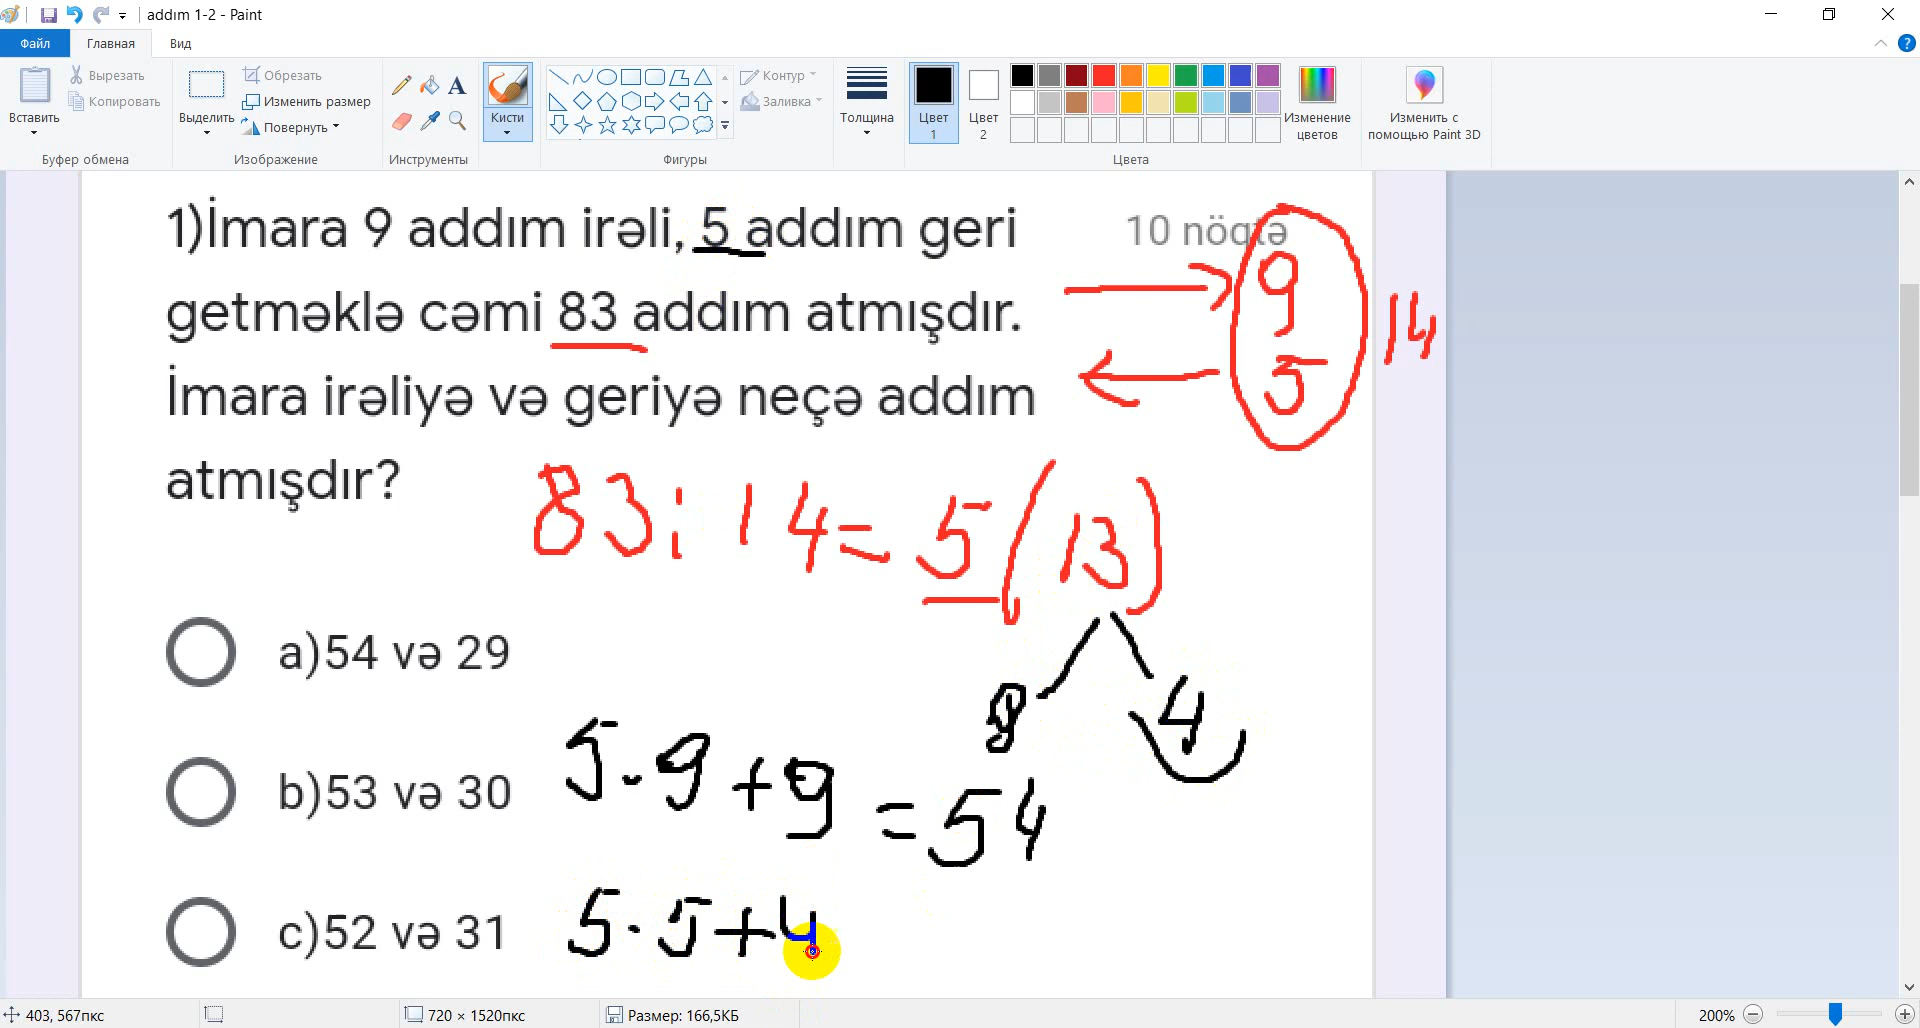 addım 1-2 - Paint
Файл Главная Вид
Вставить
Вырезать
Копировать
Буфер обмена
Выделить
Обрезать
Изменить размер
Повернуть
Изображение
A
Инструменты
Кисти
Контур
Заливка
Фигуры
Толщина
Цвет 1
Цвет 2
Изменение цветов
Цвета
Изменить с помощью Paint 3D
1)İmara 9 addım irəli, 5 addım geri
getməklə cəmi 83 addım atmışdır.
İmara irəliyə və geriyə neçə addım
atmışdır?
10 nöqtə
9
5
14
83:14=5(13)
9 4
a)54 və 29
b)53 və 30
5·9+9=54
c)52 və 31
5·5+4
403, 567пкс
720 × 1520пкс
Размер: 166,5КБ
200%